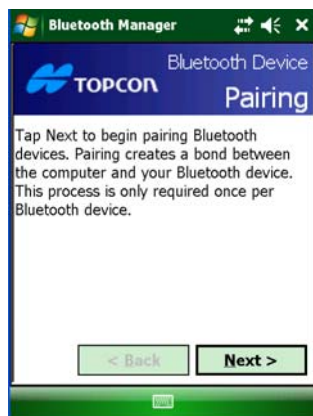 Bluetooth Manager
Bluetooth Device
TOPCON
Pairing
Tap Next to begin pairing Bluetooth
devices. Pairing creates a bond between
the computer and your Bluetooth device.
This process is only required once per
Bluetooth device.
< Back
Next >